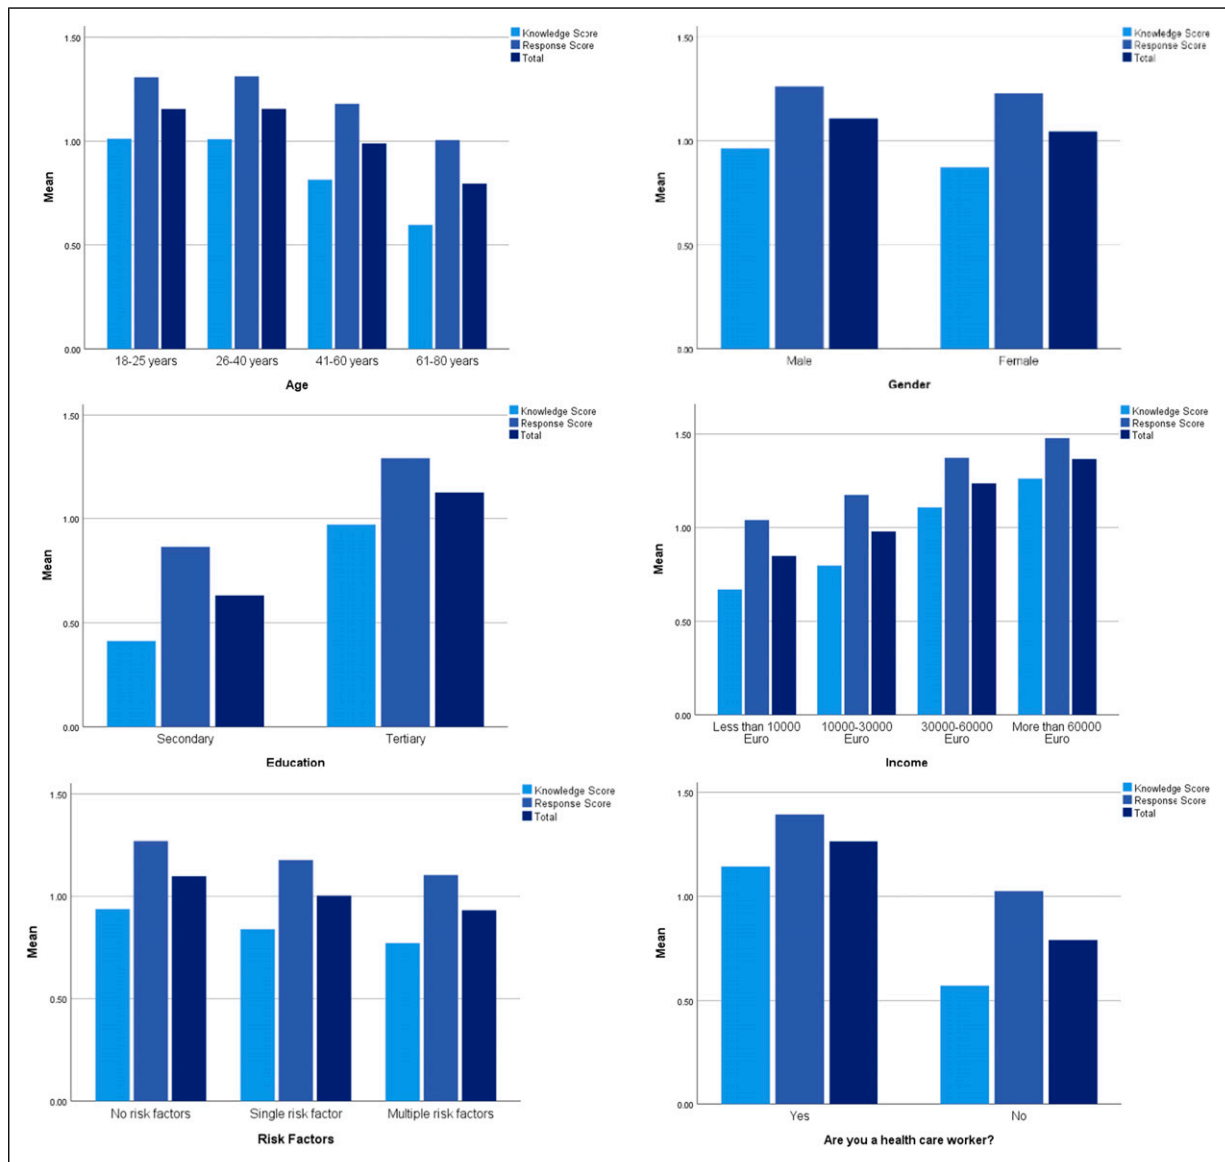 1.50
1.00
0.50
0.00
Mean
Knowledge Score
Response Score
Total
18-25 years
26-40 years
41-60 years
61-80 years
Age
1.50
1.00
0.50
0.00
Mean
Knowledge Score
Response Score
Total
Male
Female
Gender
1.50
1.00
0.50
0.00
Mean
Knowledge Score
Response Score
Total
Secondary
Tertiary
Education
1.50
1.00
0.50
0.00
Mean
Knowledge Score
Response Score
Total
Less than 10000
Euro
10000-30000
Euro
30000-60000
Euro
More than 60000
Euro
Income
1.50
1.00
0.50
0.00
Mean
Knowledge Score
Response Score
Total
No risk factors
Single risk factor
Multiple risk factors
Risk Factors
1.50
1.00
0.50
0.00
Mean
Knowledge Score
Response Score
Total
Yes
No
Are you a health care worker?